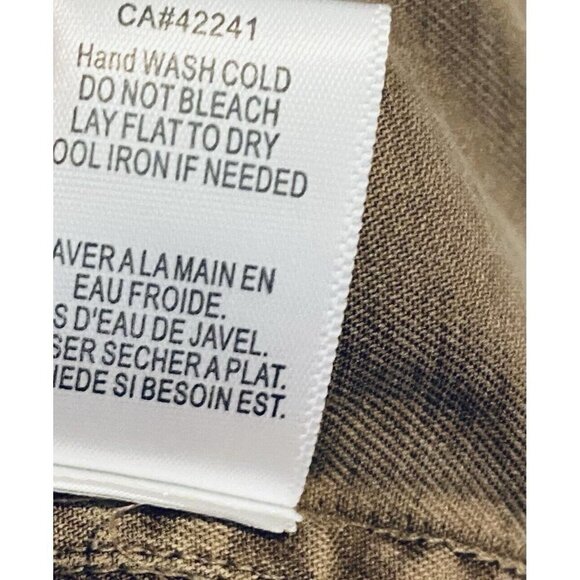 CA#42241
Hand WASH COLD
DO NOT BLEACH
LAY FLAT TO DRY
OOL IRON IF NEEDED
AVER A LA MAIN EN
EAU FROIDE.
S D'EAU DE JAVEL.
SER SECHER A PLAT.
IEDE SI BESOIN EST.